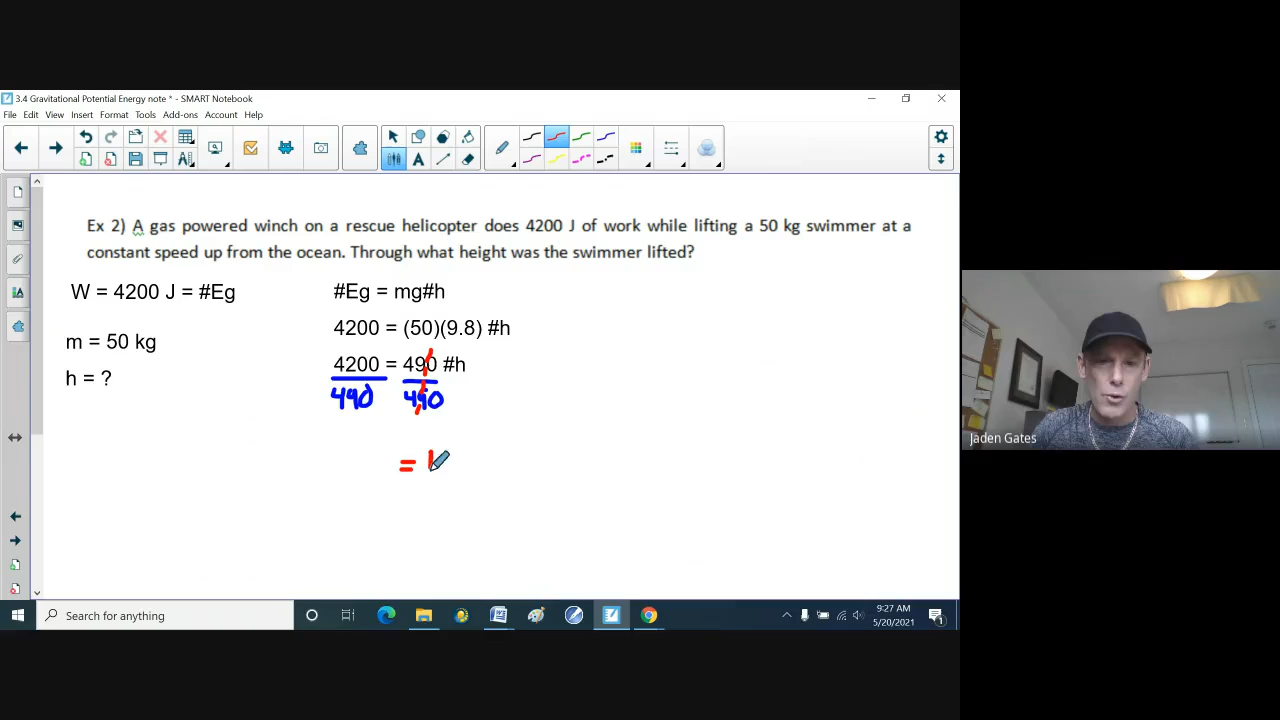 3.4 Gravitational Potential Energy note * - SMART Notebook
File Edit View Insert Format Tools Add-ons Account Help
Ex 2) A gas powered winch on a rescue helicopter does 4200 J of work while lifting a 50 kg swimmer at a
constant speed up from the ocean. Through what height was the swimmer lifted?
W = 4200 J = #Eg
#Eg = mg#h
4200 = (50)(9.8) #h
m = 50 kg
4200 = 490 #h
h = ?
490 490
=
Jaden Gates
Search for anything
9:27 AM
5/20/2021
1